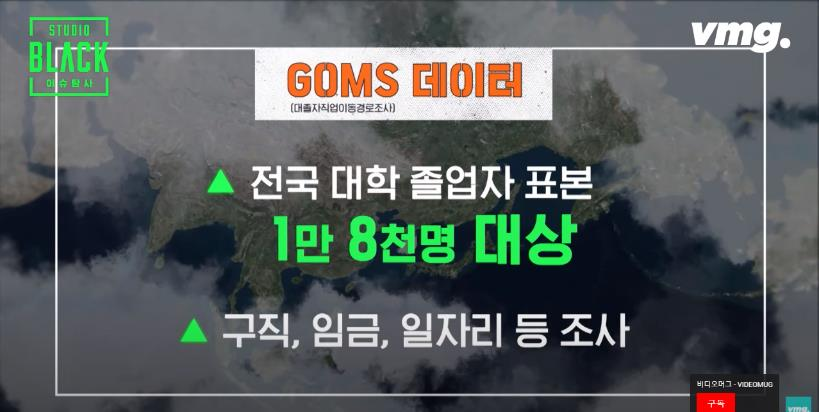 STUDIO
BLACK
이슈탐사
vmg.
GOMS 데이터
(대졸자직업이동경로조사)
▲ 전국 대학 졸업자 표본
1만 8천명 대상
▲ 구직, 임금, 일자리 등 조사
비디오머그 - VIDEOMUG
구독
vmg.